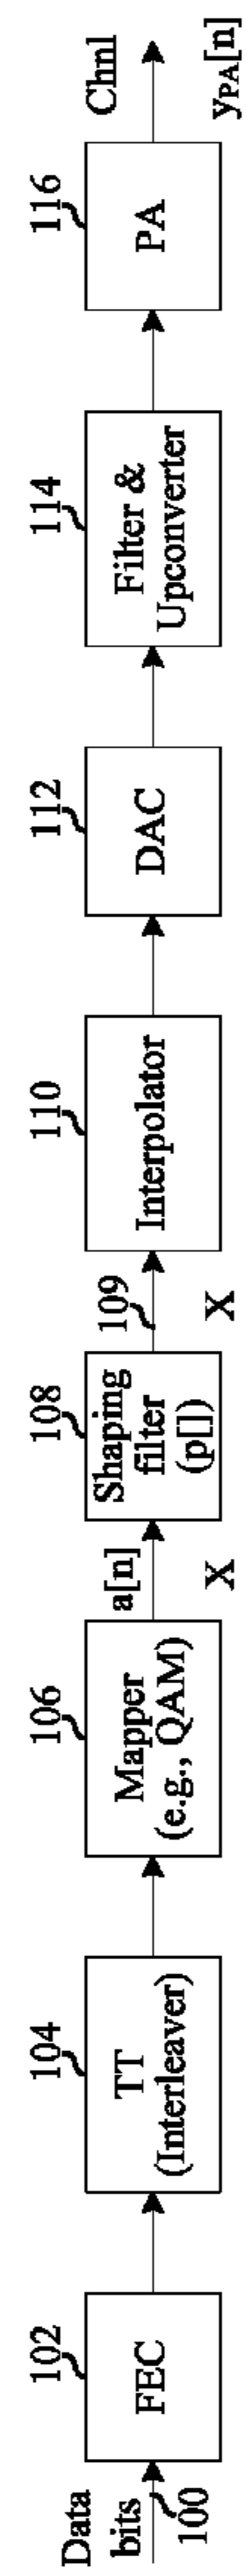 Data
bits
100
102
FEC
104
TT
(Interleaver)
106
Mapper
(e.g., QAM)
a[n]
X
108
Shaping
filter
(p[])
109
X
110
Interpolator
112
DAC
114
Filter &
Upconverter
116
PA
Chnl
yPA[n]